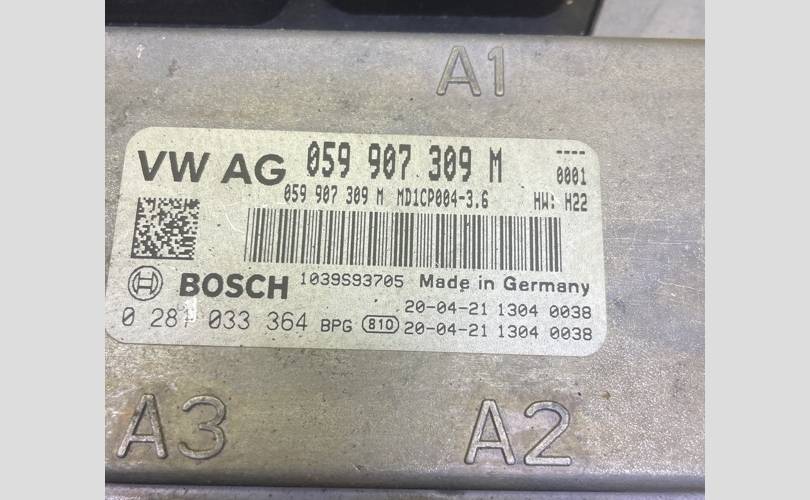 A1
VW AG 059 907 309 M
----
0001
059 907 309 M MD1CP004-3.6 HW: H22
BOSCH 1039S93705 Made in Germany
20-04-21 1304 0038
0 281 033 364 BPG 810 20-04-21 1304 0038
A3 A2